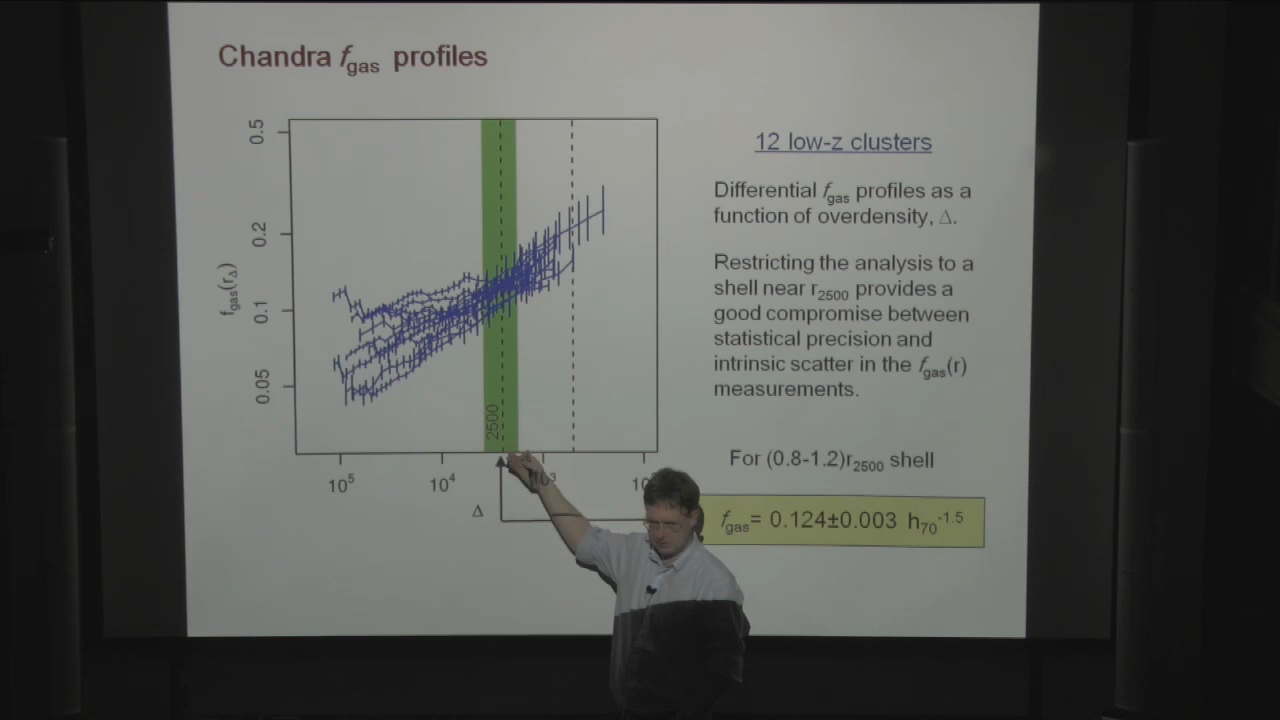 Chandra fgas profiles
0.5
0.2
0.1
0.05
fgas(rΔ)
2500
10⁵
10⁴
10³
Δ
12 low-z clusters
Differential fgas profiles as a
function of overdensity, Δ.
Restricting the analysis to a
shell near r2500 provides a
good compromise between
statistical precision and
intrinsic scatter in the fgas(r)
measurements.
For (0.8-1.2)r2500 shell
fgas= 0.124±0.003 h70^-1.5